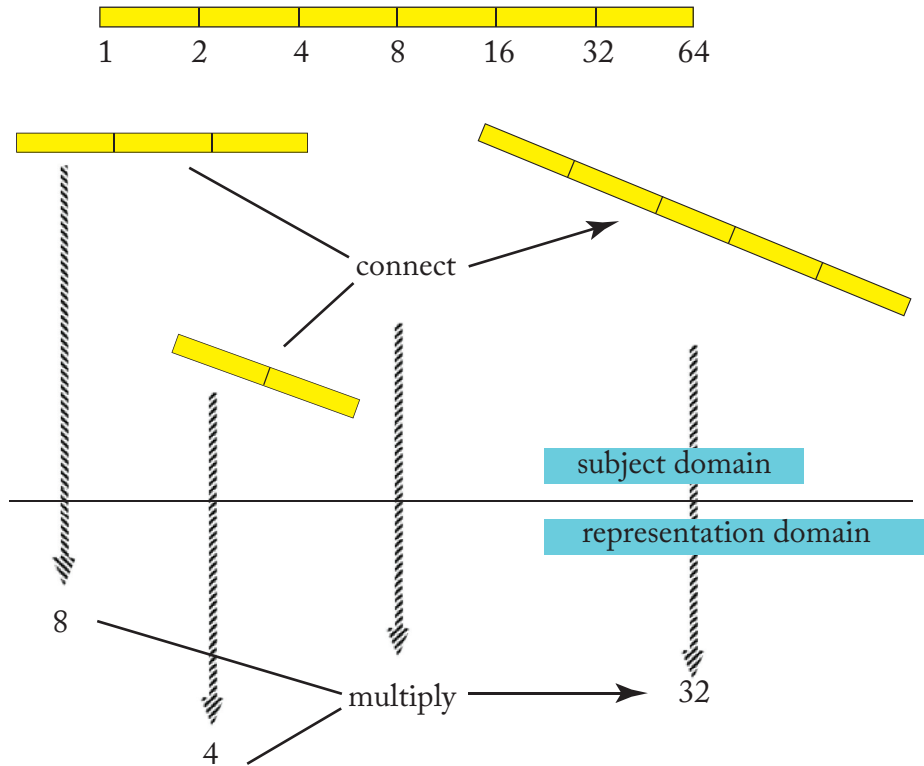 1 2 4 8 16 32 64
connect
subject domain
representation domain
8
multiply
32
4